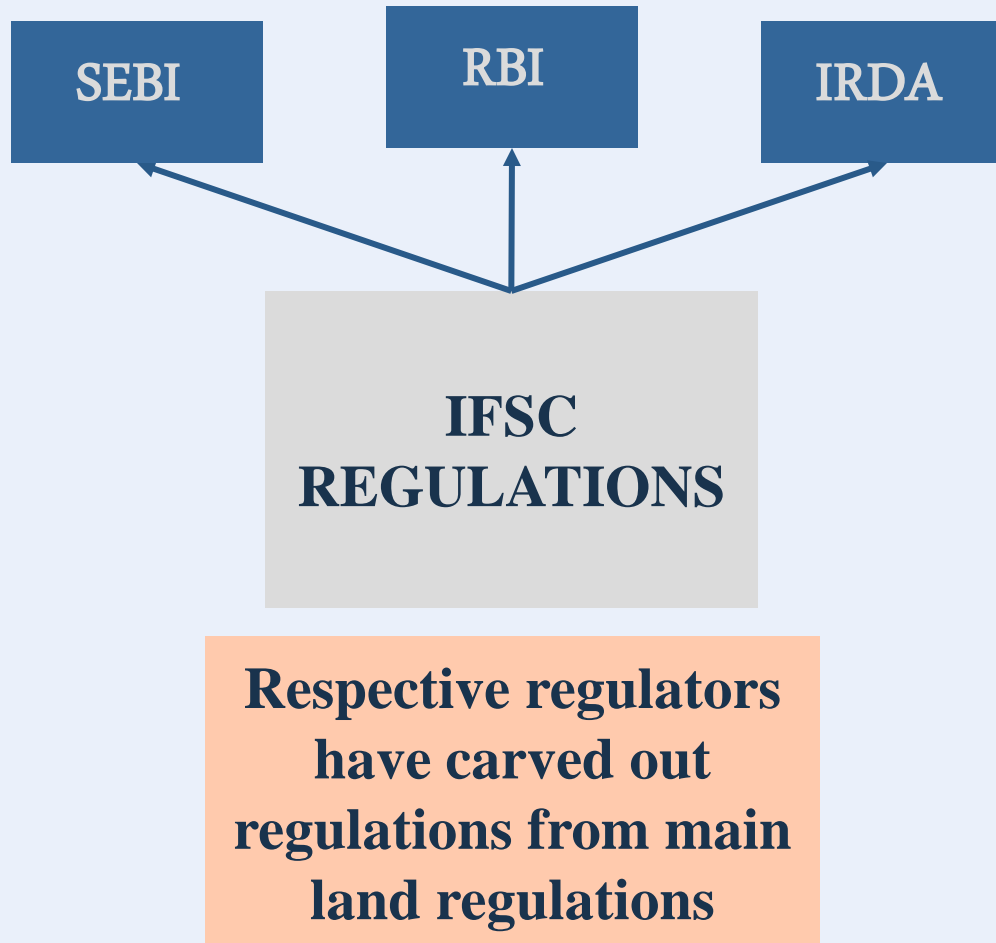 SEBI
RBI
IRDA
IFSC
REGULATIONS
Respective regulators
have carved out
regulations from main
land regulations